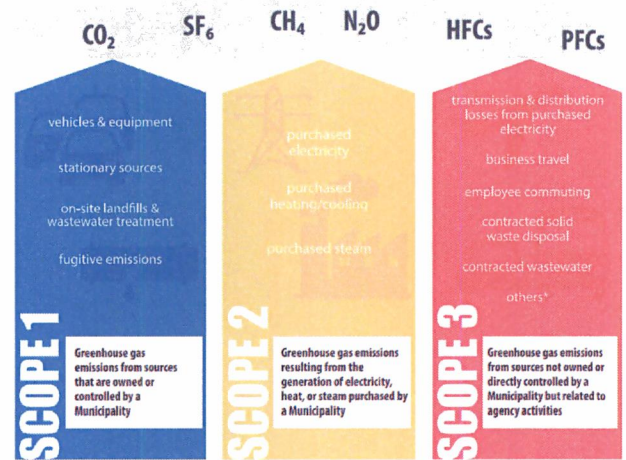 CO₂ SF₆ CH₄ N₂O HFCs PFCs
vehicles & equipment
stationary sources
on-site landfills &
wastewater treatment
fugitive emissions
SCOPE 1
Greenhouse gas
emissions from sources
that are owned or
controlled by a
Municipality
purchased
electricity
purchased
heating/cooling
purchased steam
SCOPE 2
Greenhouse gas emissions
resulting from the
generation of electricity,
heat, or steam purchased by
a Municipality
transmission & distribution
losses from purchased
electricity
business travel
employee commuting
contracted solid
waste disposal
contracted wastewater
others*
SCOPE 3
Greenhouse gas emissions
from sources not owned or
directly controlled by a
Municipality but related to
agency activities